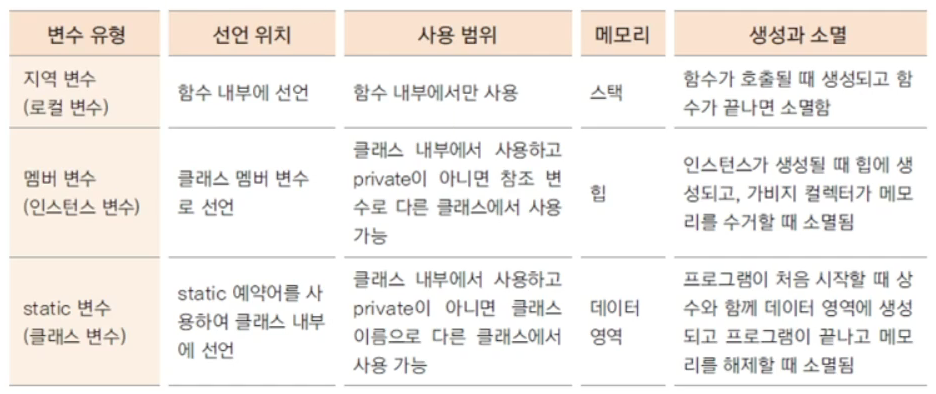 변수 유형 선언 위치 사용 범위 메모리 생성과 소멸
지역 변수
(로컬 변수)
함수 내부에 선언
함수 내부에서만 사용
스택
함수가 호출될 때 생성되고 함
수가 끝나면 소멸함
멤버 변수
(인스턴스 변수)
클래스 멤버 변수
로 선언
클래스 내부에서 사용하고
private이 아니면 참조 변
수로 다른 클래스에서 사용
가능
힙
인스턴스가 생성될 때 힙에 생
성되고, 가비지 컬렉터가 메모
리를 수거할 때 소멸됨
static 변수
(클래스 변수)
static 예약어를 사
용하여 클래스 내부
에 선언
클래스 내부에서 사용하고
private이 아니면 클래스
이름으로 다른 클래스에서
사용 가능
데이터
영역
프로그램이 처음 시작할 때 상
수와 함께 데이터 영역에 생성
되고 프로그램이 끝나고 메모
리를 해제할 때 소멸됨